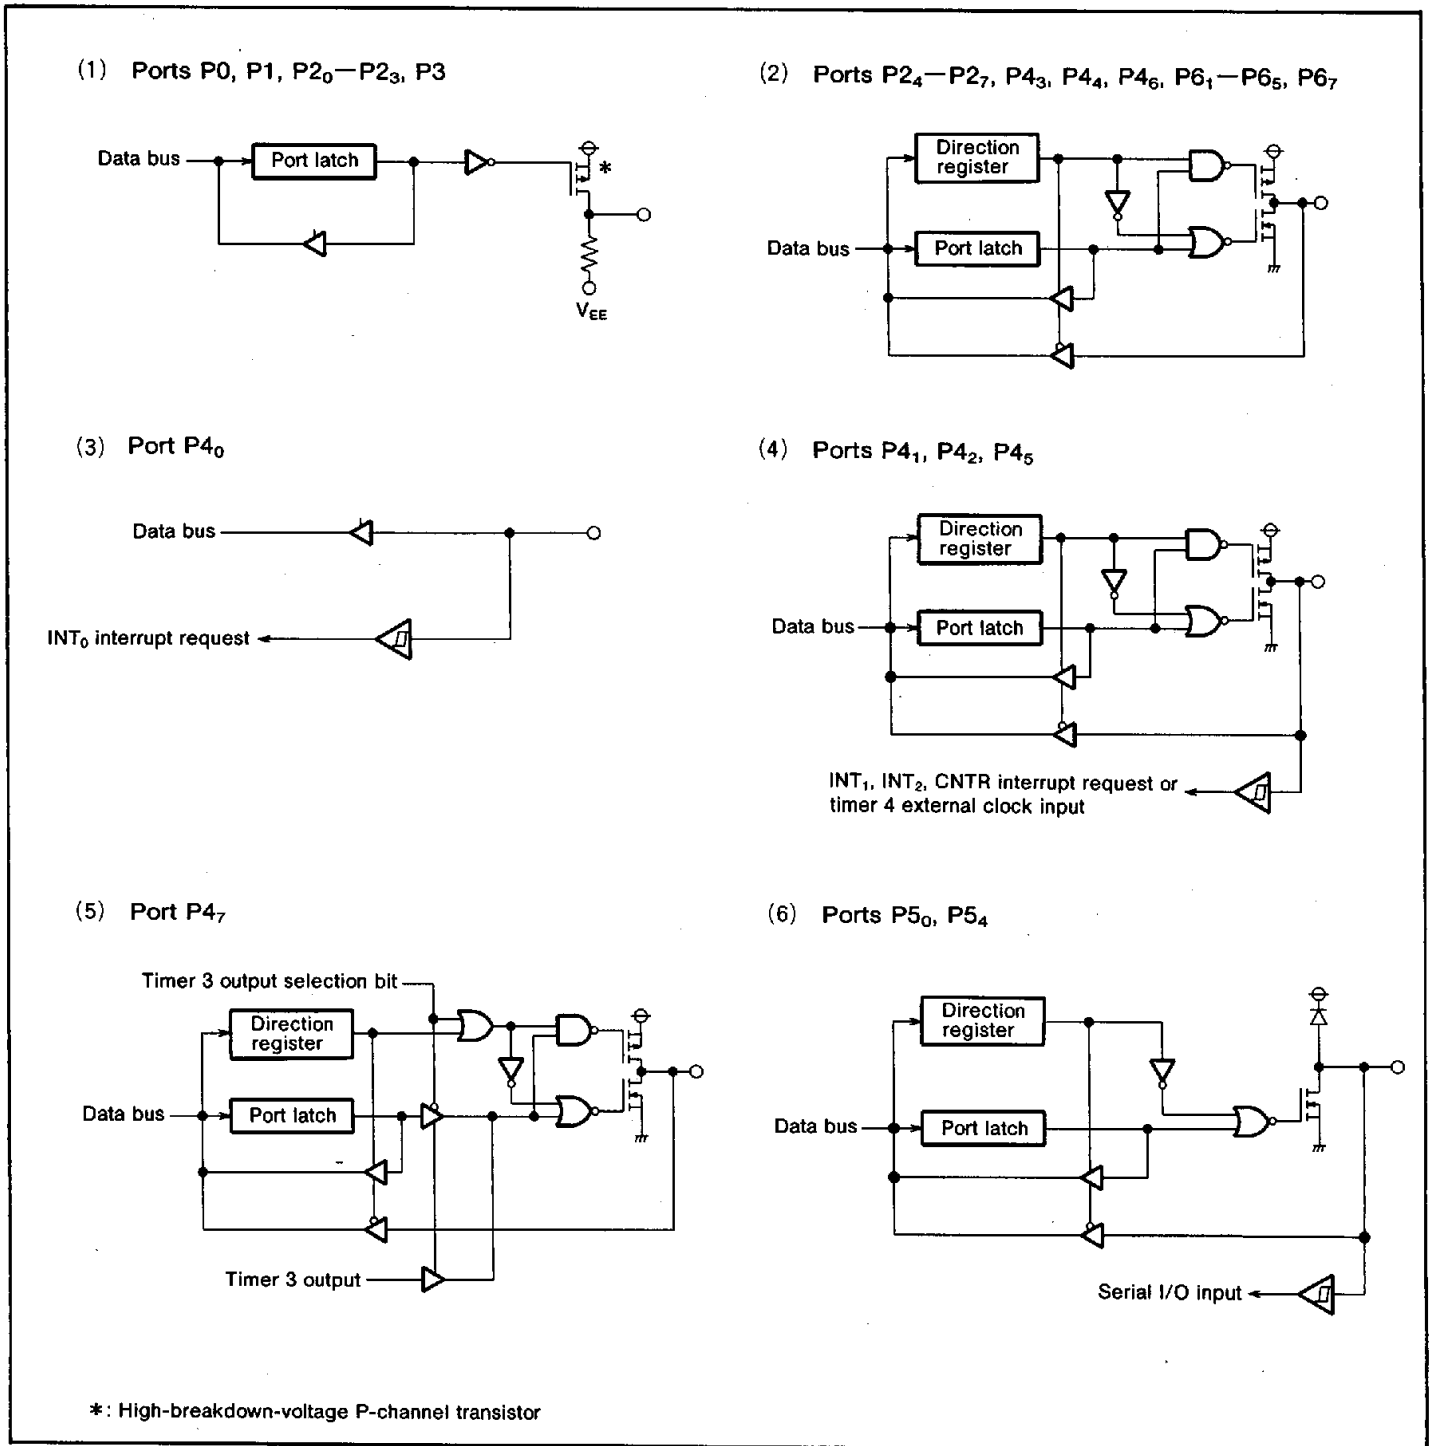 (1) Ports P0, P1, P2₀—P2₃, P3
Data bus
Port latch
*
V_EE
(2) Ports P2₄—P2₇, P4₃, P4₄, P4₆, P6₁—P6₅, P6₇
Direction
register
Data bus
Port latch
(3) Port P4₀
Data bus
INT₀ interrupt request
(4) Ports P4₁, P4₂, P4₅
Direction
register
Data bus
Port latch
INT₁, INT₂, CNTR interrupt request or
timer 4 external clock input
(5) Port P4₇
Timer 3 output selection bit
Direction
register
Data bus
Port latch
Timer 3 output
(6) Ports P5₀, P5₄
Direction
register
Data bus
Port latch
Serial I/O input
*: High-breakdown-voltage P-channel transistor